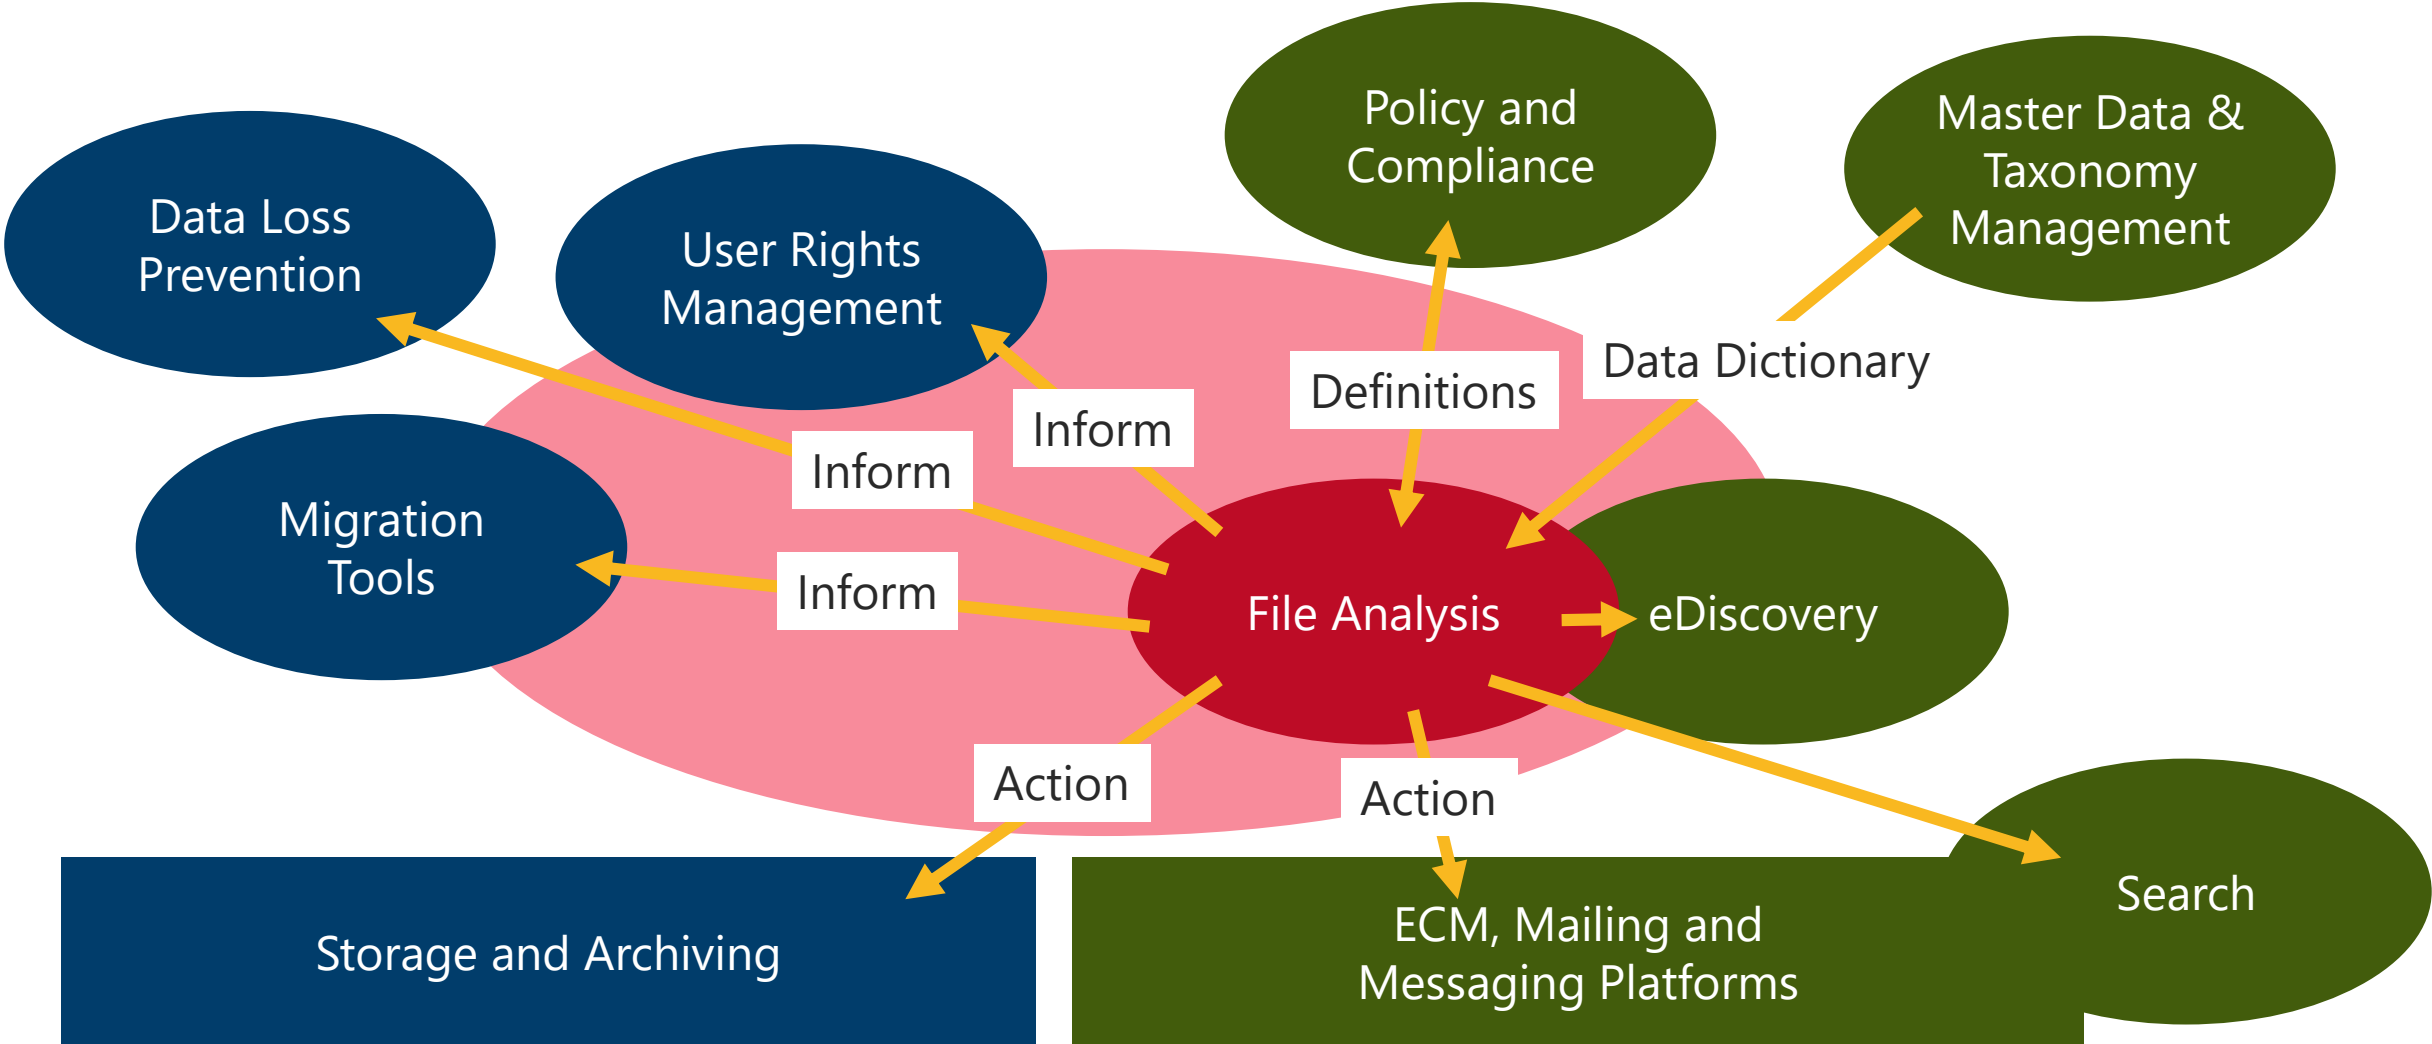 Policy and
Compliance
Master Data &
Taxonomy
Management
Data Loss
Prevention
User Rights
Management
Definitions
Data Dictionary
Inform
Inform
Migration
Tools
Inform
File Analysis
eDiscovery
Action
Action
Storage and Archiving
ECM, Mailing and
Messaging Platforms
Search